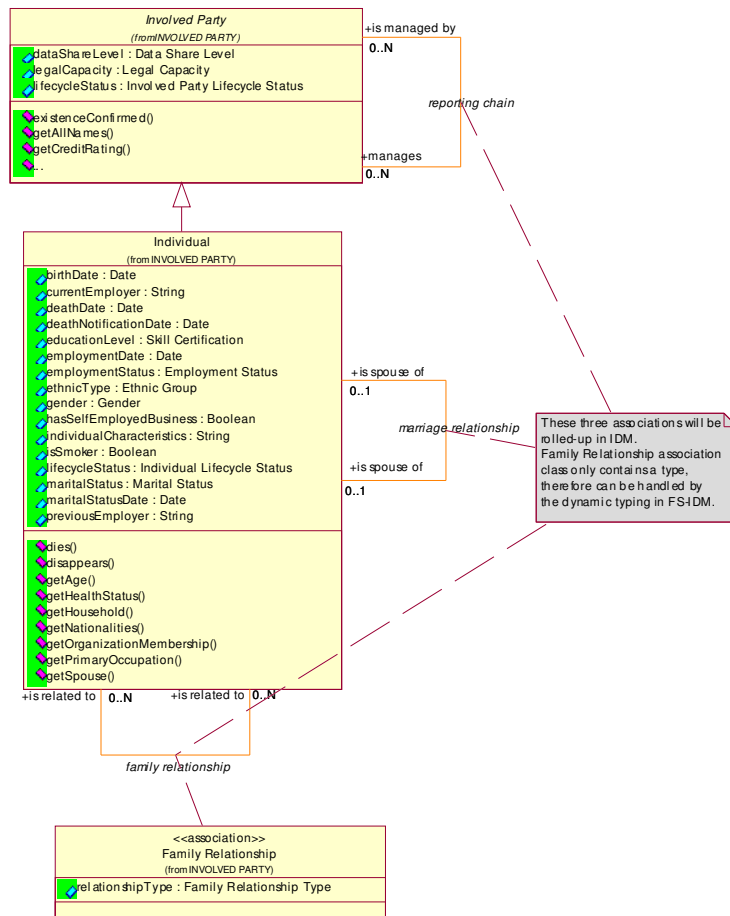 Involved Party
(from INVOLVED PARTY)
dataShareLevel : Data Share Level
legalCapacity : Legal Capacity
lifecycleStatus : Involved Party Lifecycle Status
existenceConfirmed()
getAllNames()
getCreditRating()
...
+is managed by
0..N
reporting chain
+manages
0..N
Individual
(from INVOLVED PARTY)
birthDate : Date
currentEmployer : String
deathDate : Date
deathNotificationDate : Date
educationLevel : Skill Certification
employmentDate : Date
employmentStatus : Employment Status
ethnicType : Ethnic Group
gender : Gender
hasSelfEmployedBusiness : Boolean
individualCharacteristics : String
isSmoker : Boolean
lifecycleStatus : Individual Lifecycle Status
maritalStatus : Marital Status
maritalStatusDate : Date
previousEmployer : String
dies()
disappears()
getAge()
getHealthStatus()
getHousehold()
getNationalities()
getOrganizationMembership()
getPrimaryOccupation()
getSpouse()
+is spouse of
0..1
marriage relationship
+is spouse of
0..1
These three associations will be
rolled-up in IDM.
Family Relationship association
class only contains a type,
therefore can be handled by
the dynamic typing in FS-IDM.
+is related to
0..N
+is related to
0..N
family relationship
<<association>>
Family Relationship
(from INVOLVED PARTY)
relationshipType : Family Relationship Type